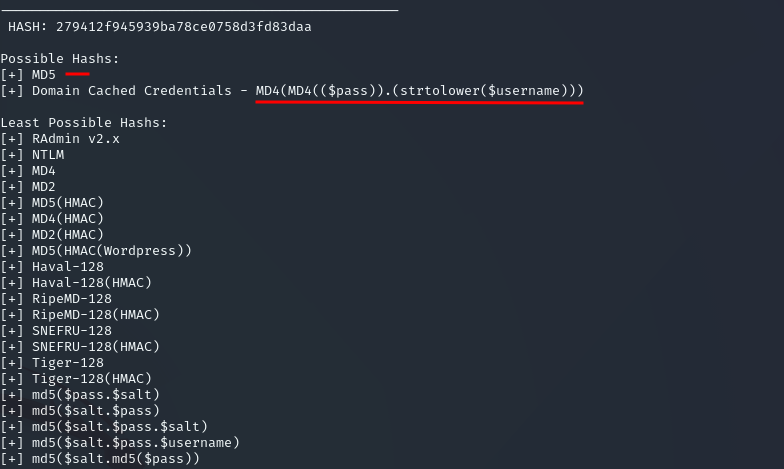 HASH: 279412f945939ba78ce0758d3fd83daa
Possible Hashs:
[+] MD5
[+] Domain Cached Credentials - MD4(MD4(($pass)).(strtolower($username)))
Least Possible Hashs:
[+] RAdmin v2.x
[+] NTLM
[+] MD4
[+] MD2
[+] MD5(HMAC)
[+] MD4(HMAC)
[+] MD2(HMAC)
[+] MD5(HMAC(Wordpress))
[+] Haval-128
[+] Haval-128(HMAC)
[+] RipeMD-128
[+] RipeMD-128(HMAC)
[+] SNEFRU-128
[+] SNEFRU-128(HMAC)
[+] Tiger-128
[+] Tiger-128(HMAC)
[+] md5($pass.$salt)
[+] md5($salt.$pass)
[+] md5($salt.$pass.$salt)
[+] md5($salt.$pass.$username)
[+] md5($salt.md5($pass))